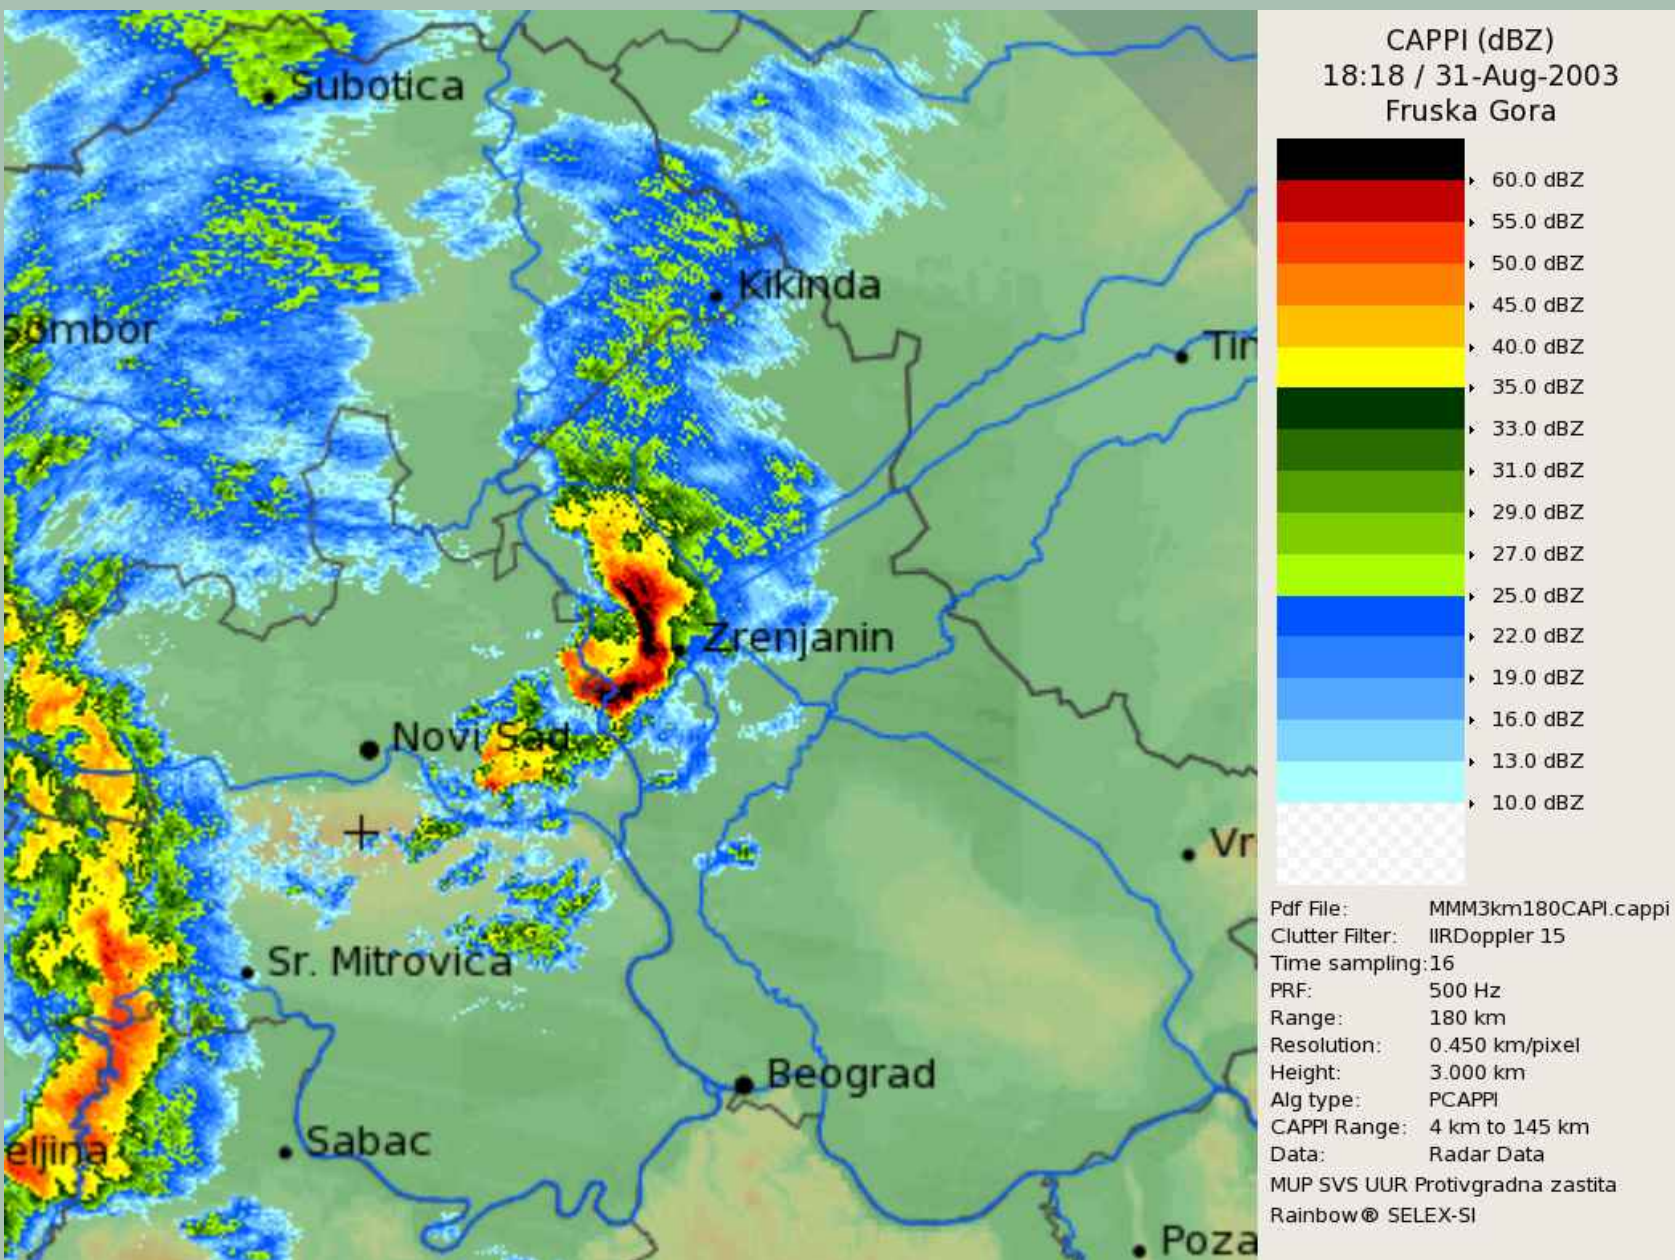 Subotica
Kikinda
Sombor
Tim
Zrenjanin
Novi Sad
Vr
Sr. Mitrovica
Beograd
Sabac
eljina
Poza
CAPPI (dBZ)
18:18 / 31-Aug-2003
Fruska Gora
60.0 dBZ
55.0 dBZ
50.0 dBZ
45.0 dBZ
40.0 dBZ
35.0 dBZ
33.0 dBZ
31.0 dBZ
29.0 dBZ
27.0 dBZ
25.0 dBZ
22.0 dBZ
19.0 dBZ
16.0 dBZ
13.0 dBZ
10.0 dBZ
Pdf File: MMM3km180CAPI.cappi
Clutter Filter: IIRDoppler 15
Time sampling: 16
PRF: 500 Hz
Range: 180 km
Resolution: 0.450 km/pixel
Height: 3.000 km
Alg type: PCAPPI
CAPPI Range: 4 km to 145 km
Data: Radar Data
MUP SVS UUR Protivgradna zastita
Rainbow® SELEX-SI